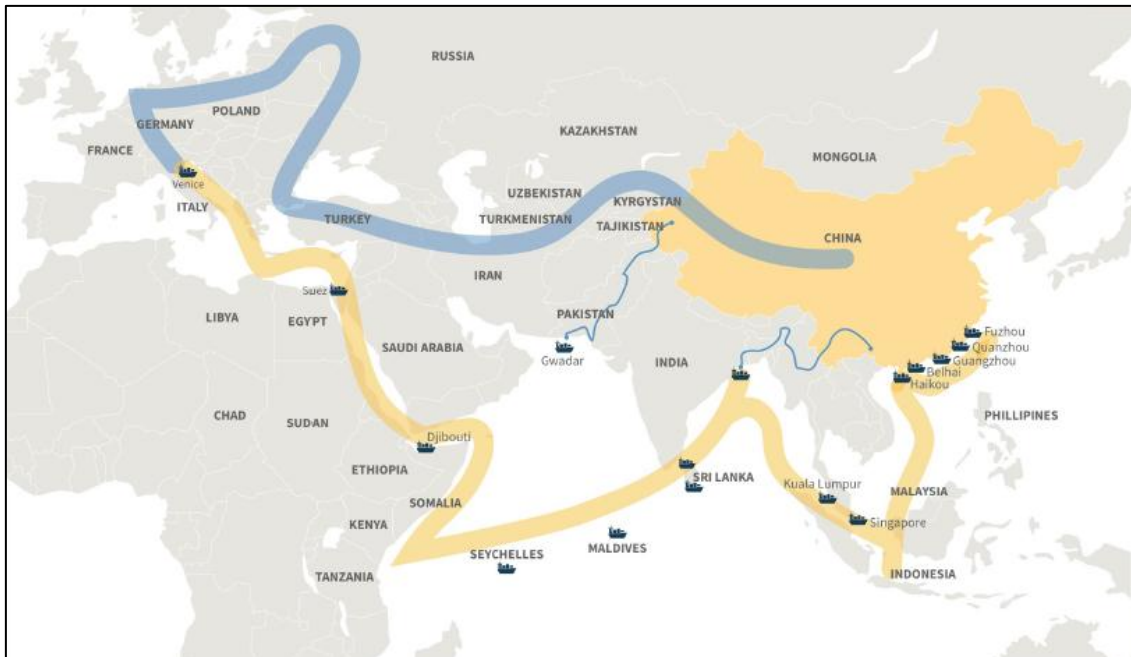 RUSSIA
POLAND
GERMANY
FRANCE
KAZAKHSTAN
MONGOLIA
Venice
ITALY
UZBEKISTAN
KYRGYSTAN
TURKEY
TURKMENISTAN
TAJIKISTAN
CHINA
IRAN
Suez
LIBYA
EGYPT
PAKISTAN
SAUDI ARABIA
Gwadar
INDIA
Fuzhou
Quanzhou
Guangzhou
Belhai
Haikou
CHAD
SUDAN
PHILLIPINES
Djibouti
ETHIOPIA
SRI LANKA
Kuala Lumpur
MALAYSIA
SOMALIA
Singapore
KENYA
SEYCHELLES
MALDIVES
TANZANIA
INDONESIA